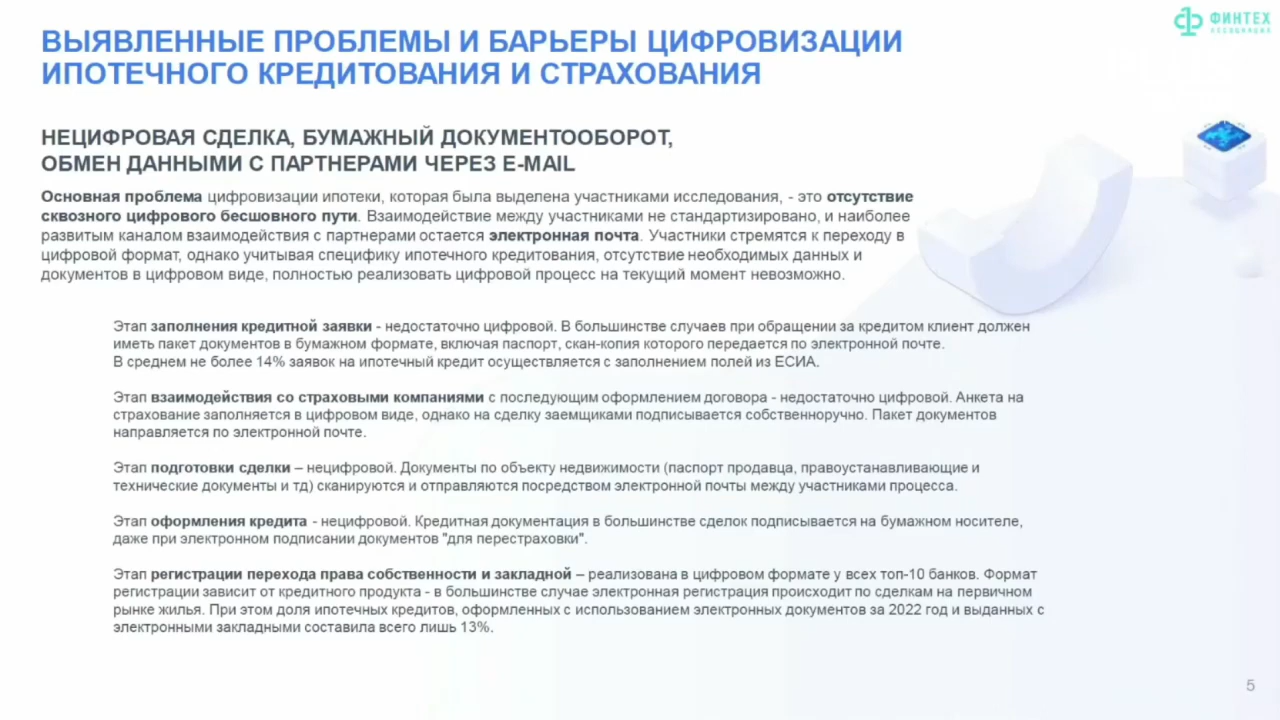 ФИНТЕХ
АССОЦИАЦИЯ
ВЫЯВЛЕННЫЕ ПРОБЛЕМЫ И БАРЬЕРЫ ЦИФРОВИЗАЦИИ
ИПОТЕЧНОГО КРЕДИТОВАНИЯ И СТРАХОВАНИЯ
НЕЦИФРОВАЯ СДЕЛКА, БУМАЖНЫЙ ДОКУМЕНТООБОРОТ,
ОБМЕН ДАННЫМИ С ПАРТНЕРАМИ ЧЕРЕЗ E-MAIL
Основная проблема цифровизации ипотеки, которая была выделена участниками исследования, - это отсутствие
сквозного цифрового бесшовного пути. Взаимодействие между участниками не стандартизировано, и наиболее
развитым каналом взаимодействия с партнерами остается электронная почта. Участники стремятся к переходу в
цифровой формат, однако учитывая специфику ипотечного кредитования, отсутствие необходимых данных и
документов в цифровом виде, полностью реализовать цифровой процесс на текущий момент невозможно.
Этап заполнения кредитной заявки - недостаточно цифровой. В большинстве случаев при обращении за кредитом клиент должен
иметь пакет документов в бумажном формате, включая паспорт, скан-копия которого передается по электронной почте.
В среднем не более 14% заявок на ипотечный кредит осуществляется с заполнением полей из ЕСИА.
Этап взаимодействия со страховыми компаниями с последующим оформлением договора - недостаточно цифровой. Анкета на
страхование заполняется в цифровом виде, однако на сделку заемщиками подписывается собственноручно. Пакет документов
направляется по электронной почте.
Этап подготовки сделки – нецифровой. Документы по объекту недвижимости (паспорт продавца, правоустанавливающие и
технические документы и тд) сканируются и отправляются посредством электронной почты между участниками процесса.
Этап оформления кредита - нецифровой. Кредитная документация в большинстве сделок подписывается на бумажном носителе,
даже при электронном подписании документов "для перестраховки".
Этап регистрации перехода права собственности и закладной – реализована в цифровом формате у всех топ-10 банков. Формат
регистрации зависит от кредитного продукта - в большинстве случае электронная регистрация происходит по сделкам на первичном
рынке жилья. При этом доля ипотечных кредитов, оформленных с использованием электронных документов за 2022 год и выданных с
электронными закладными составила всего лишь 13%.
5